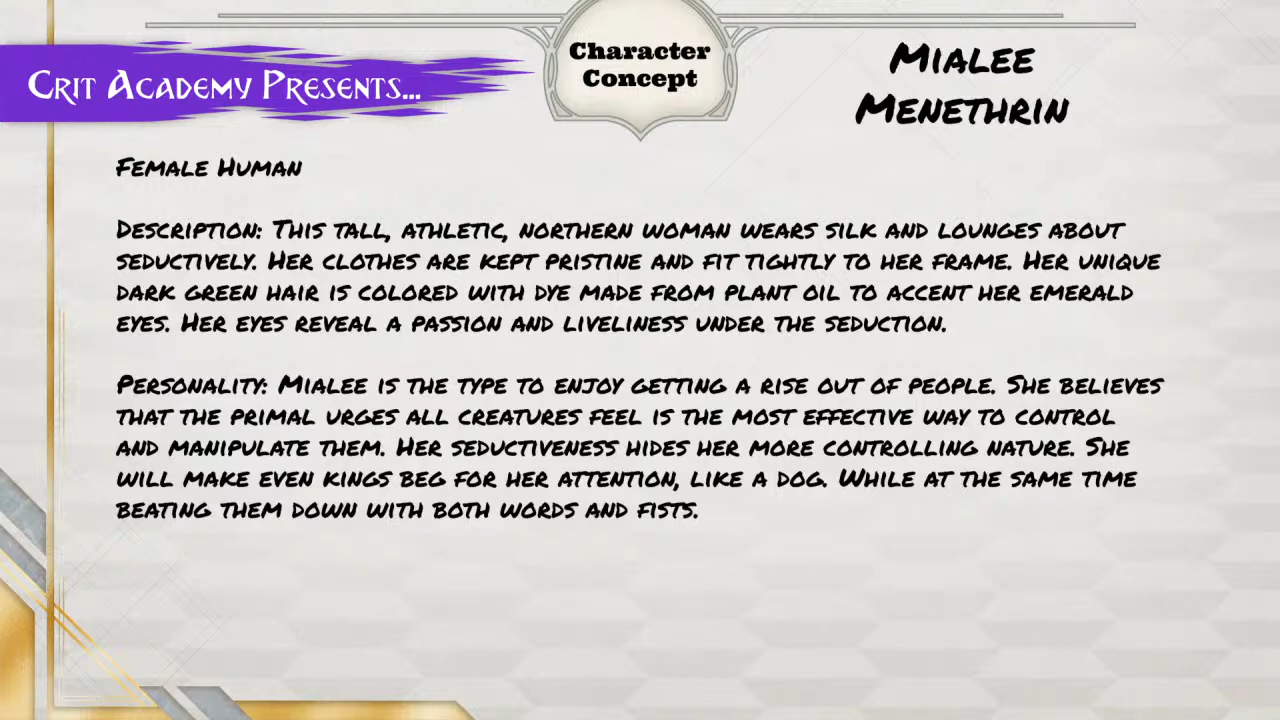 Crit Academy Presents...
Character
Concept
Mialee
Menethrin
Female Human
Description: This tall, athletic, northern woman wears silk and lounges about
seductively. Her clothes are kept pristine and fit tightly to her frame. Her unique
dark green hair is colored with dye made from plant oil to accent her emerald
eyes. Her eyes reveal a passion and liveliness under the seduction.
Personality: Mialee is the type to enjoy getting a rise out of people. She believes
that the primal urges all creatures feel is the most effective way to control
and manipulate them. Her seductiveness hides her more controlling nature. She
will make even kings beg for her attention, like a dog. While at the same time
beating them down with both words and fists.